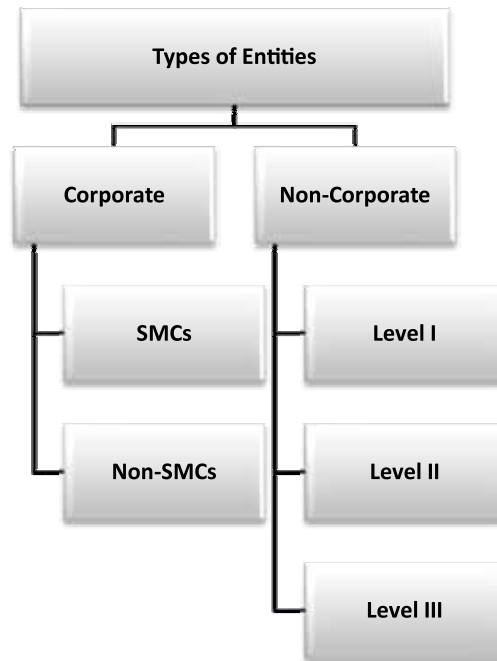 Types of Entities
Corporate
Non-Corporate
SMCs
Level I
Non-SMCs
Level II
Level III